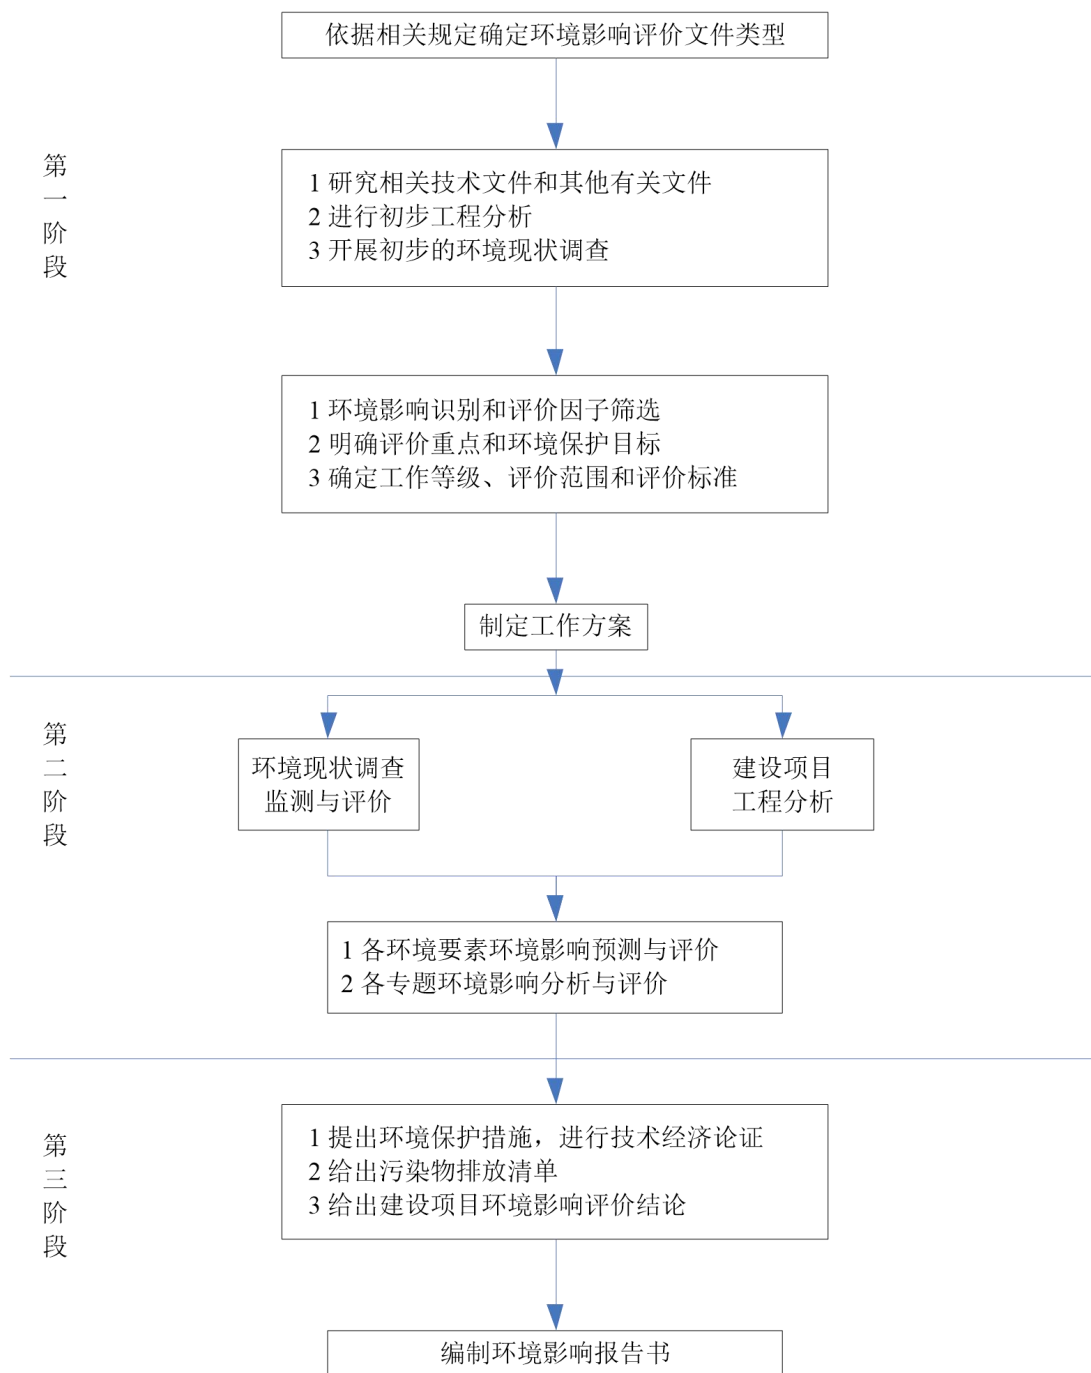 依据相关规定确定环境影响评价文件类型
第一阶段
1 研究相关技术文件和其他有关文件
2 进行初步工程分析
3 开展初步的环境现状调查
1 环境影响识别和评价因子筛选
2 明确评价重点和环境保护目标
3 确定工作等级、评价范围和评价标准
制定工作方案
第二阶段
环境现状调查
监测与评价
建设项目
工程分析
1 各环境要素环境影响预测与评价
2 各专题环境影响分析与评价
第三阶段
1 提出环境保护措施，进行技术经济论证
2 给出污染物排放清单
3 给出建设项目环境影响评价结论
编制环境影响报告书